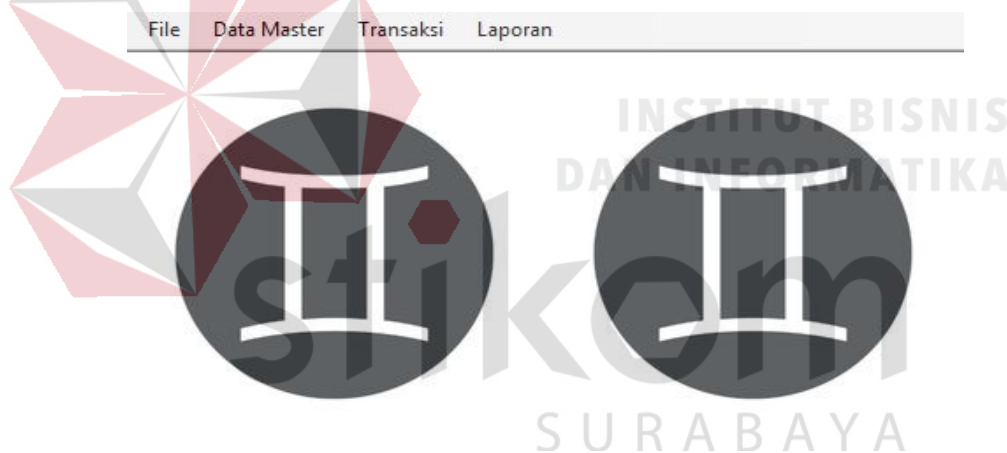 File Data Master Transaksi Laporan
INSTITUT BISNIS
DAN INFORMATIKA
stikom
SURABAYA